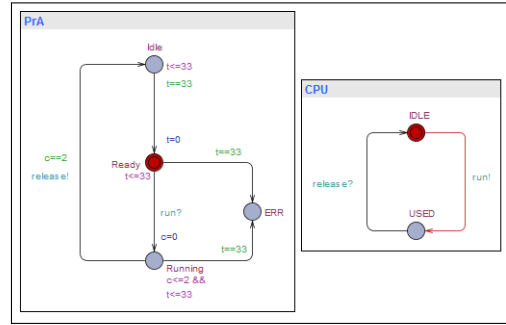 PrA
Idle
t<=33
t==33
t=0
t==33
Ready
t<=33
c==2
release!
run?
c=0
ERR
t==33
Running
c<=2 &&
t<=33
CPU
IDLE
release?
run!
USED